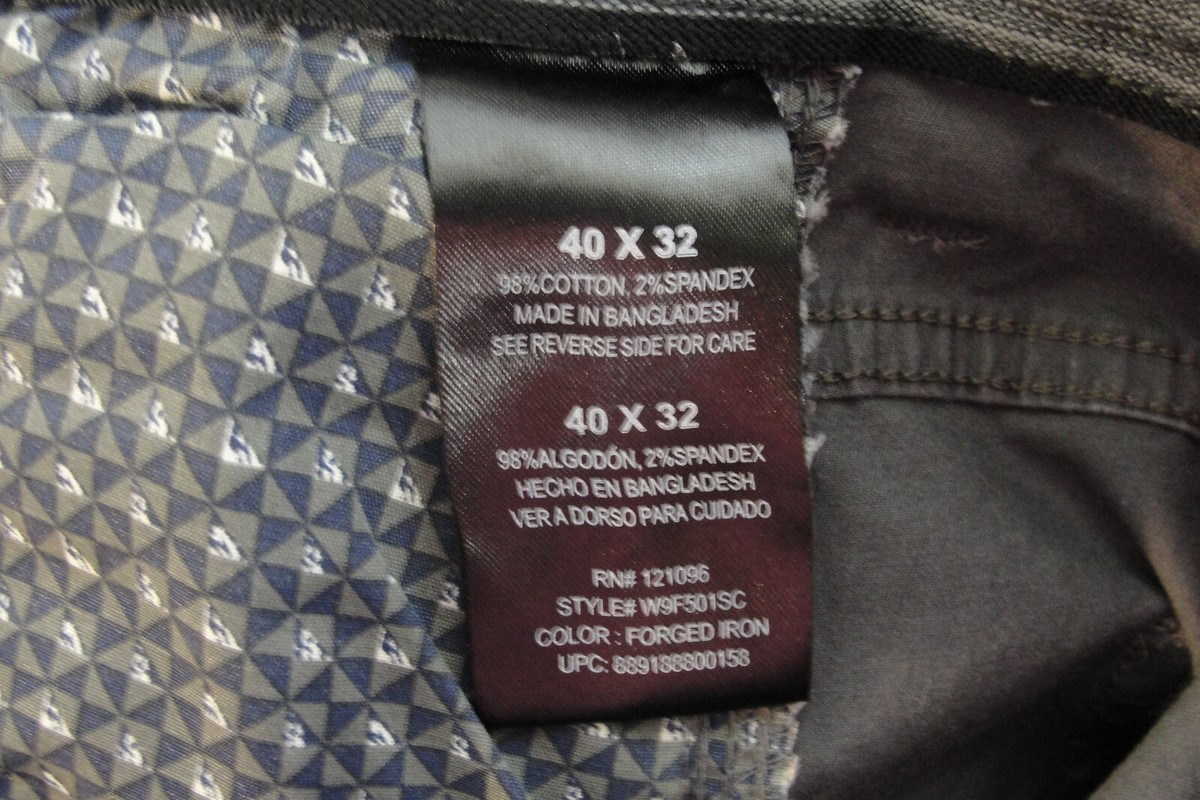 40 X 32
98%COTTON, 2%SPANDEX
MADE IN BANGLADESH
SEE REVERSE SIDE FOR CARE
40 X 32
98%ALGODÓN, 2%SPANDEX
HECHO EN BANGLADESH
VER A DORSO PARA CUIDADO
RN# 121096
STYLE# W9F501SC
COLOR : FORGED IRON
UPC: 889188800158